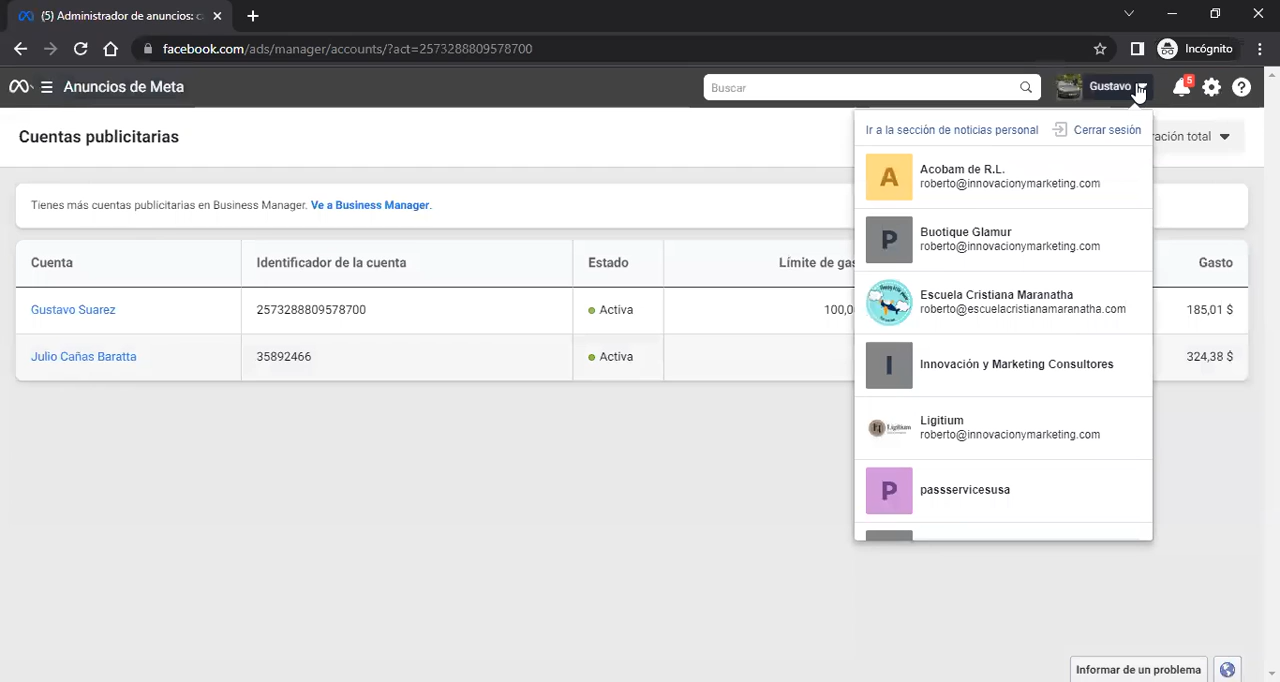 (5) Administrador de anuncios: c
facebook.com/ads/manager/accounts/?act=2573288809578700
Incógnito
Anuncios de Meta
Buscar
Gustavo
5
Cuentas publicitarias
ración total
Ir a la sección de noticias personal
Cerrar sesión
Tienes más cuentas publicitarias en Business Manager. Ve a Business Manager.
Cuenta
Identificador de la cuenta
Estado
Límite de gas
Gasto
Gustavo Suarez
2573288809578700
Activa
100,0
185,01 $
Julio Cañas Baratta
35892466
Activa
324,38 $
A
Acobam de R.L.
roberto@innovacionymarketing.com
P
Buotique Glamur
roberto@innovacionymarketing.com
Escuela Cristiana Maranatha
roberto@escuelacristianamaranatha.com
I
Innovación y Marketing Consultores
Ligitium
Ligitium
roberto@innovacionymarketing.com
P
passservicesusa
Informar de un problema